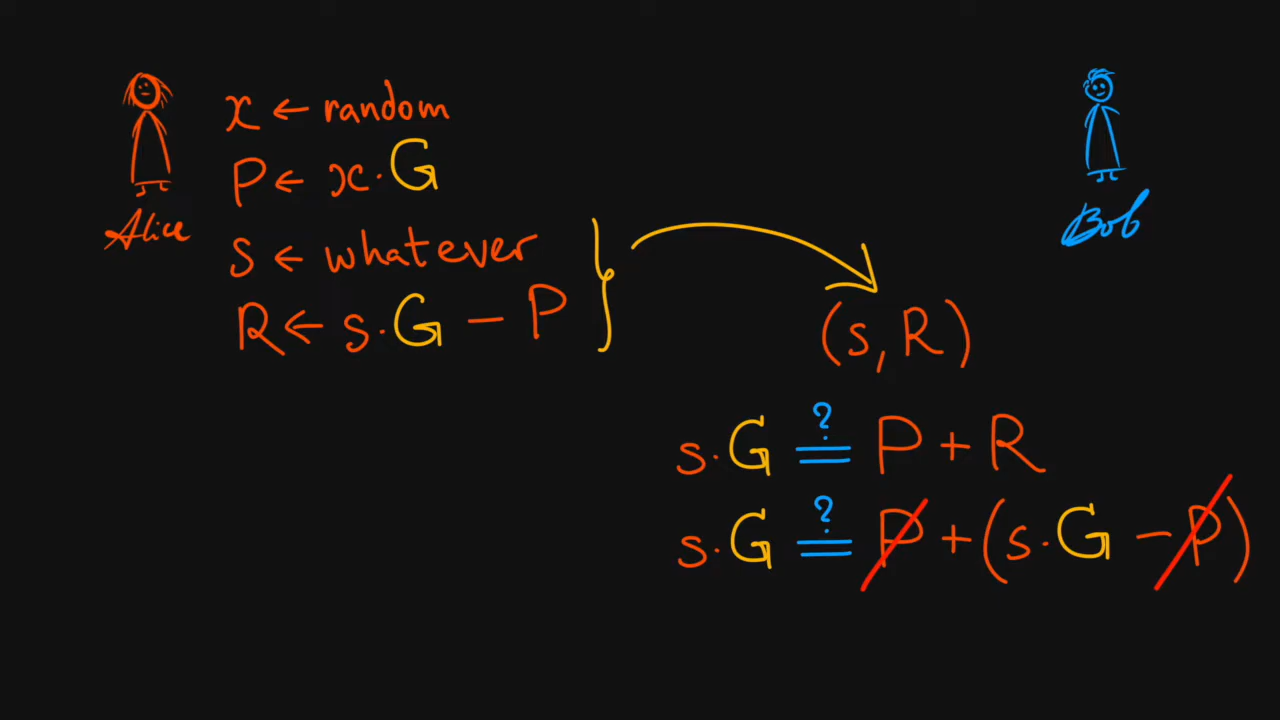 x ← random
P ← x·G
Alice
s ← whatever
R ← s·G − P
Bob
(s, R)
s·G ≟ P + R
s·G ≟ P + (s·G − P)